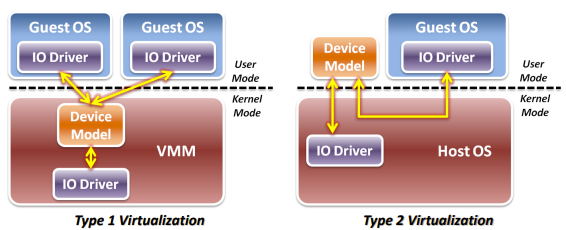 Guest OS
IO Driver
Guest OS
IO Driver
User
Mode
Kernel
Mode
Device
Model
VMM
IO Driver
Type 1 Virtualization
Device
Model
Guest OS
IO Driver
User
Mode
Kernel
Mode
IO Driver
Host OS
Type 2 Virtualization